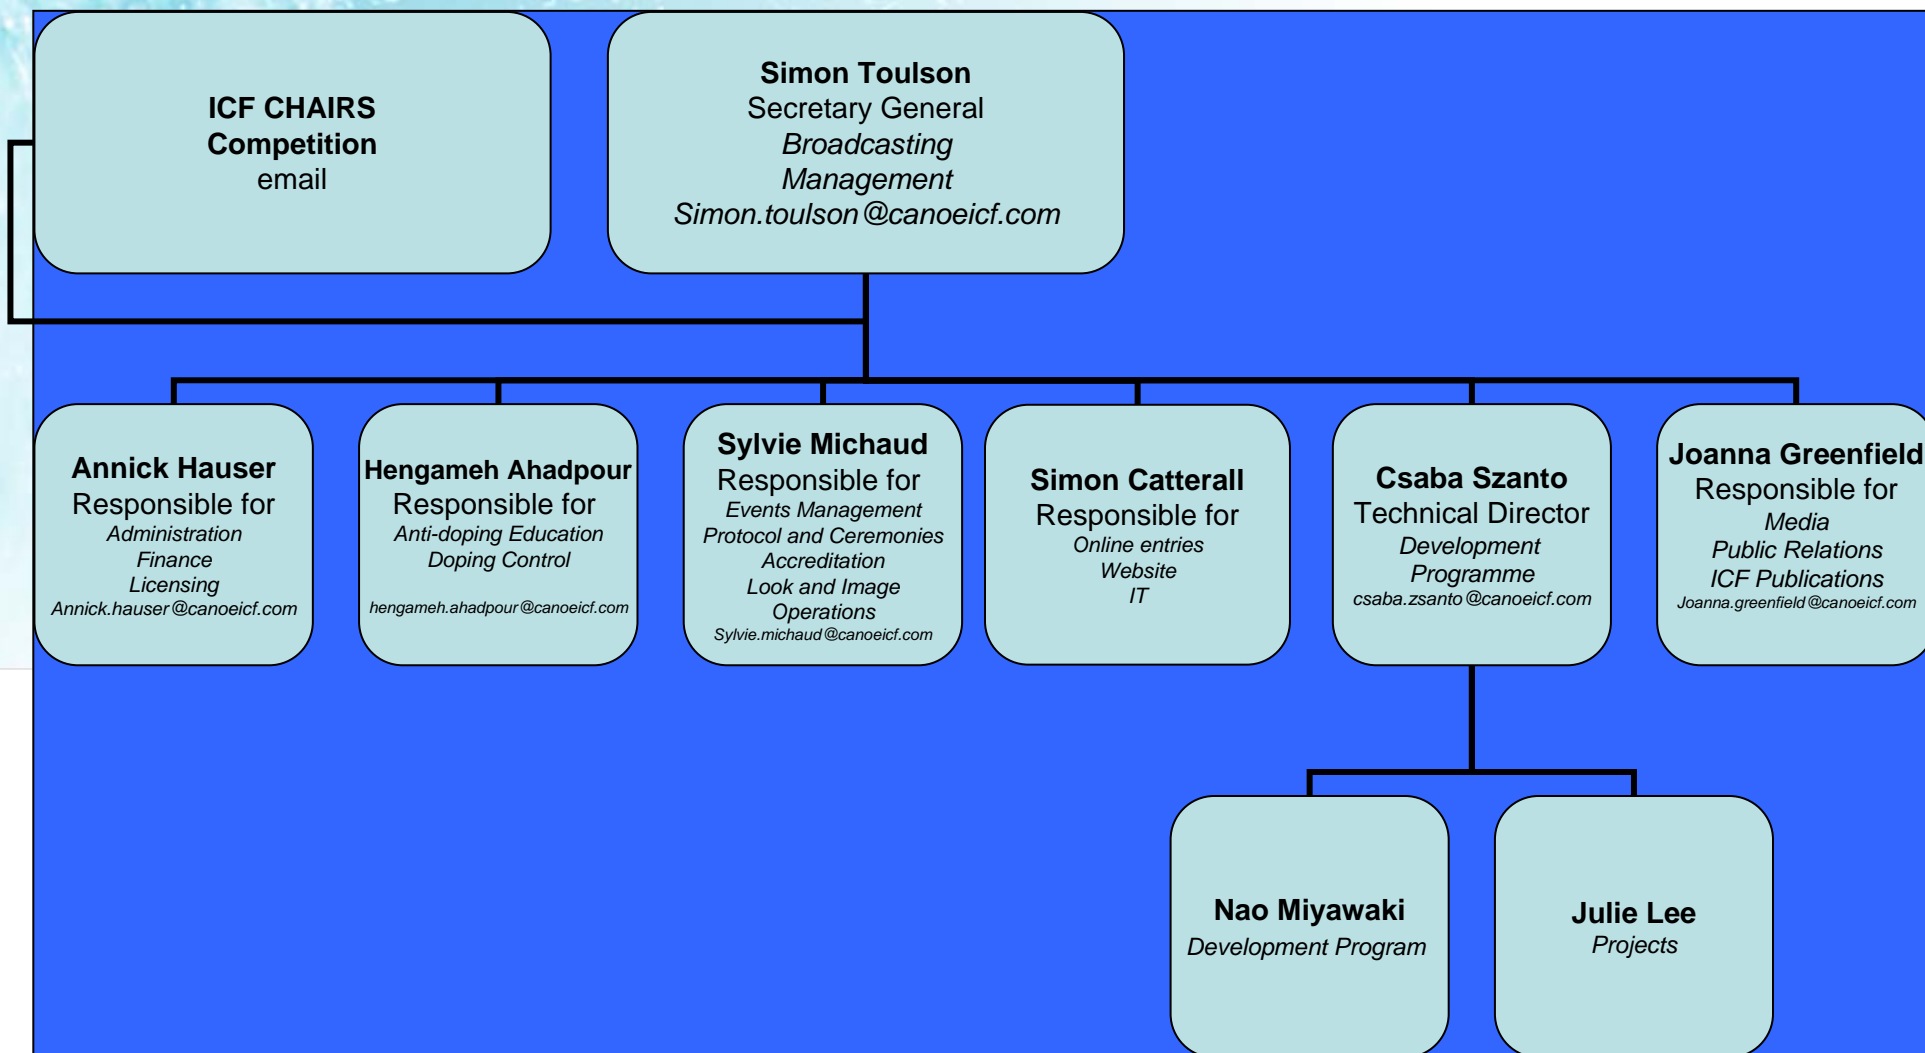 ICF CHAIRS
Competition
email
Simon Toulson
Secretary General
Broadcasting
Management
Simon.toulson@canoeicf.com
Annick Hauser
Responsible for
Administration
Finance
Licensing
Annick.hauser@canoeicf.com
Hengameh Ahadpour
Responsible for
Anti-doping Education
Doping Control
hengameh.ahadpour@canoeicf.com
Sylvie Michaud
Responsible for
Events Management
Protocol and Ceremonies
Accreditation
Look and Image
Operations
Sylvie.michaud@canoeicf.com
Simon Catterall
Responsible for
Online entries
Website
IT
Csaba Szanto
Technical Director
Development
Programme
csaba.zsanto@canoeicf.com
Joanna Greenfield
Responsible for
Media
Public Relations
ICF Publications
Joanna.greenfield@canoeicf.com
Nao Miyawaki
Development Program
Julie Lee
Projects